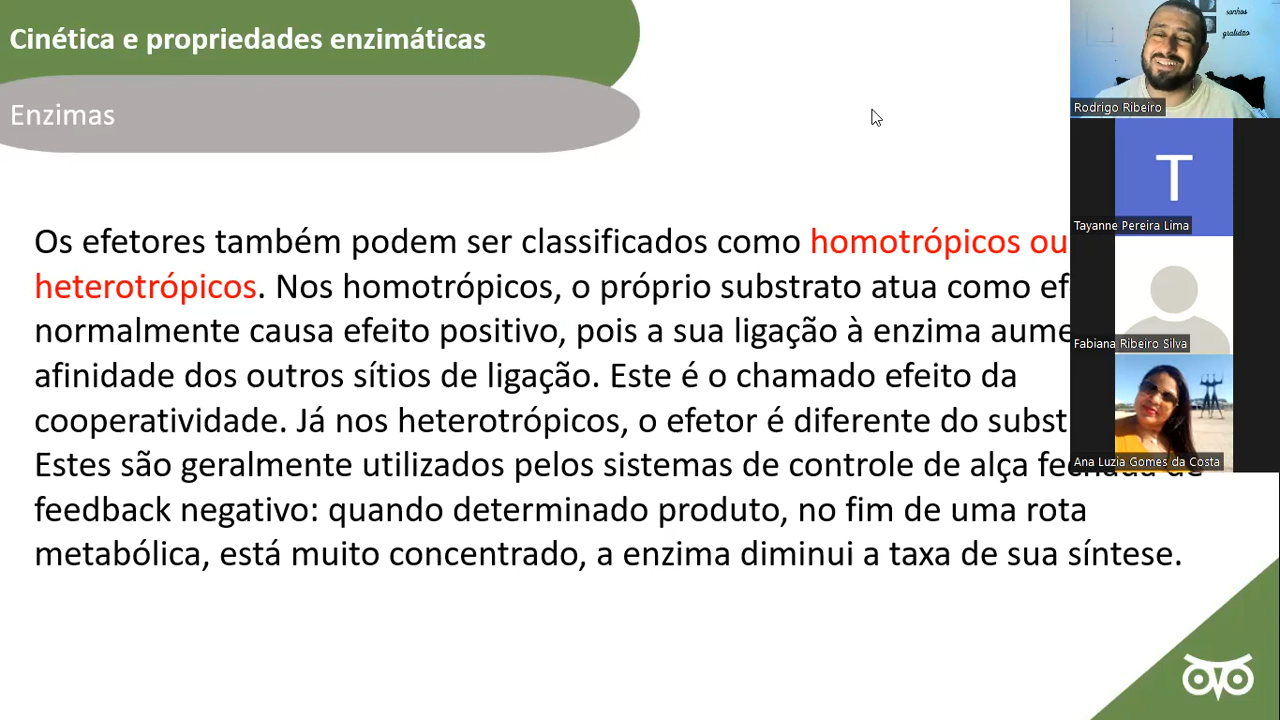 Cinética e propriedades enzimáticas
Enzimas
Os efetores também podem ser classificados como homotrópicos ou
heterotrópicos. Nos homotrópicos, o próprio substrato atua como
normalmente causa efeito positivo, pois a sua ligação à enzima
afinidade dos outros sítios de ligação. Este é o chamado efeito da
cooperatividade. Já nos heterotrópicos, o efetor é diferente do
Estes são geralmente utilizados pelos sistemas de controle de alça
feedback negativo: quando determinado produto, no fim de uma rota
metabólica, está muito concentrado, a enzima diminui a taxa de sua síntese.
sonhos
gratidão
Rodrigo Ribeiro
T
Tayanne Pereira Lima
Fabiana Ribeiro Silva
Ana Luzia Gomes da Costa